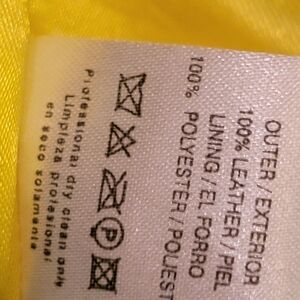 OUTER / EXTERIOR
100% LEATHER / PIEL
LINING / EL FORRO
100% POLYESTER / POLIEST
P
Professional dry clean only
Limpieza profesional
en seco solamente